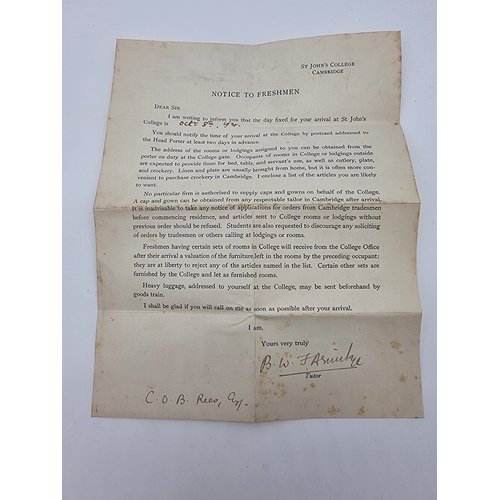 ST JOHN'S COLLEGE
CAMBRIDGE
NOTICE TO FRESHMEN
DEAR SIR
I am writing to inform you that the day fixed for your arrival at St John's
College is Octr 8th,
You should notify the time of your arrival at the College by postcard addressed to
the Head Porter at least two days in advance.
The address of the rooms or lodgings assigned to you can be obtained from the
porter on duty at the College gate. Occupants of rooms in College or lodgings outside
are expected to provide linen for bed, table, and servant's use, as well as cutlery, plate,
and crockery. Linen and plate are usually brought from home, but it is often more con-
venient to purchase crockery in Cambridge. I enclose a list of the articles you are likely
to want.
No particular firm is authorised to supply caps and gowns on behalf of the College.
A cap and gown can be obtained from any respectable tailor in Cambridge after arrival,
it is inadvisable to take any notice of applications for orders from Cambridge tradesmen
before commencing residence, and articles sent to College rooms or lodgings without
previous order should be refused. Students are also requested to discourage any soliciting
of orders by tradesmen or others calling at lodgings or rooms.
Freshmen having certain sets of rooms in College will receive from the College Office
after their arrival a valuation of the furniture left in the rooms by the preceding occupant:
they are at liberty to reject any of the articles named in the list. Certain other sets are
furnished by the College and let as furnished rooms.
Heavy luggage, addressed to yourself at the College, may be sent beforehand by
goods train.
I shall be glad if you will call on me as soon as possible after your arrival.
I am,
Yours very truly
B. W. F. Armitage
Tutor
C. O. B. Rees, Esq.